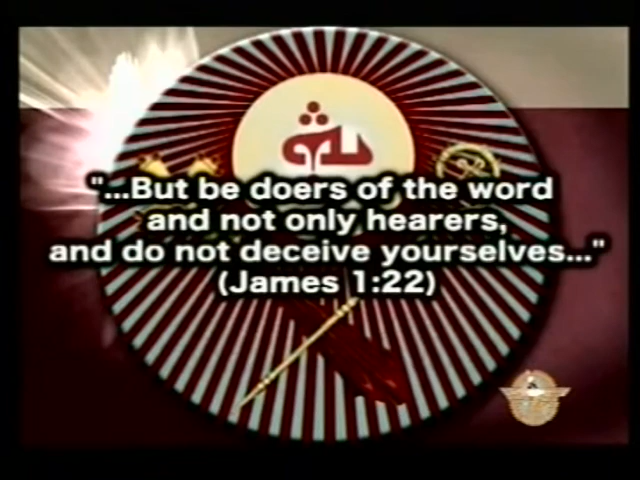 "...But be doers of the word
and not only hearers,
and do not deceive yourselves..."
(James 1:22)